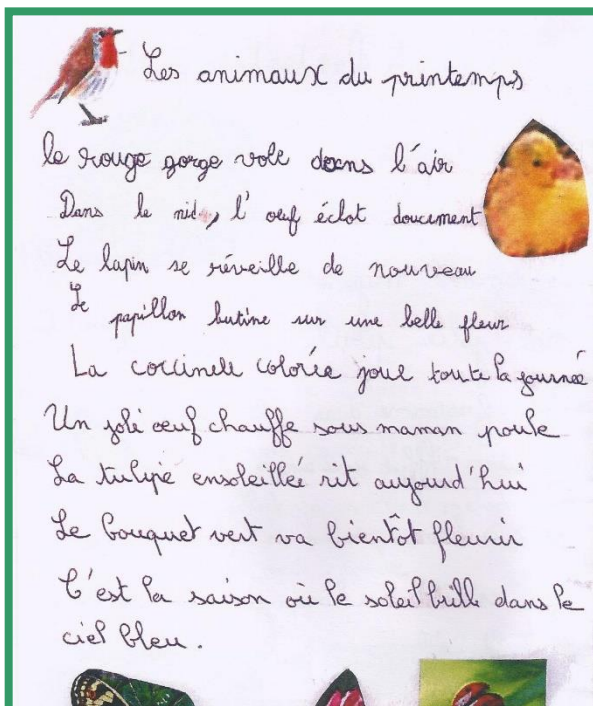 Les animaux du printemps
le rouge gorge vole dans l'air
Dans le nid, l'oeuf éclot doucement
Le lapin se réveille de nouveau
Le papillon butine sur une belle fleur
La coccinelle colorée joue toute la journée
Un joli oeuf chauffe sous maman poule
La tulipe ensoleillée rit aujourd'hui
Le bouquet vert va bientôt fleurir
C'est la saison où le soleil brille dans le
ciel bleu.